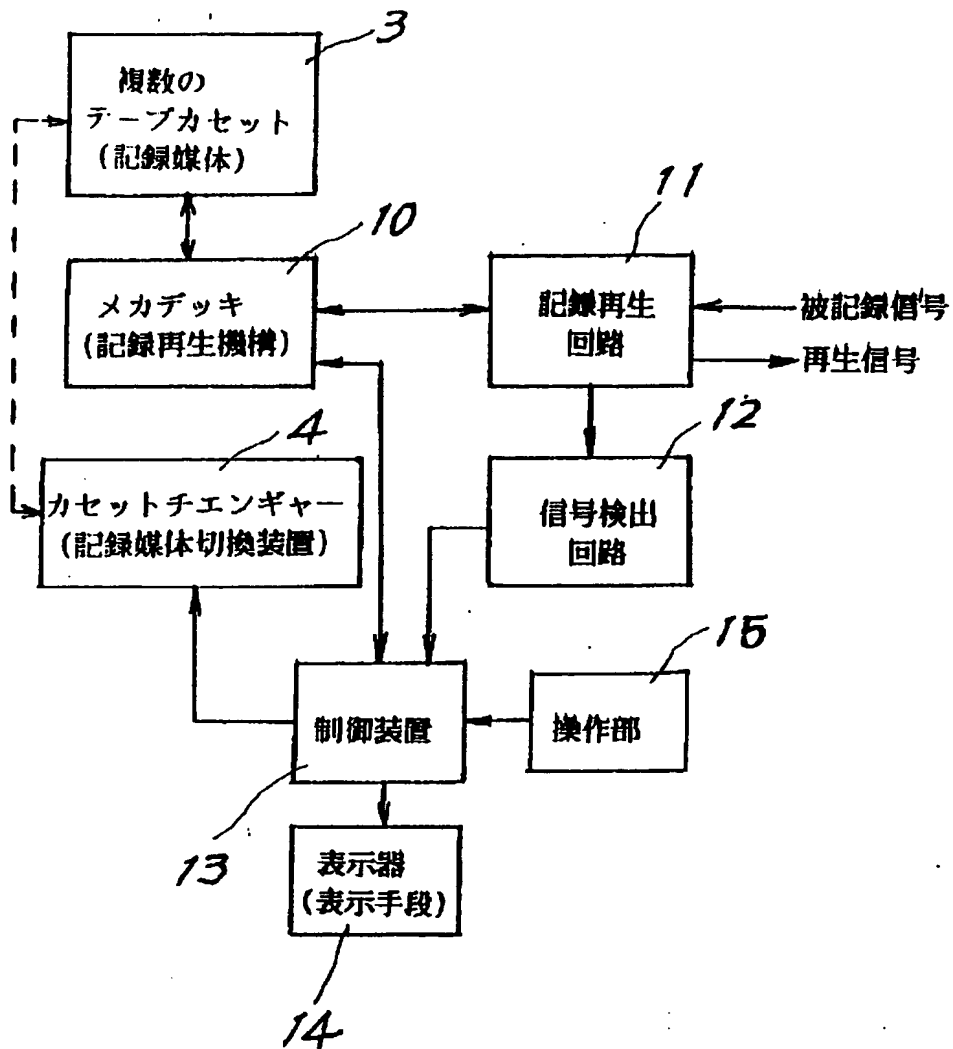 3
複数の
テープカセット
(記録媒体)
10
メカデッキ
(記録再生機構)
11
記録再生
回路
被記録信号
再生信号
12
信号検出
回路
4
カセットチエンギャー
(記録媒体切換装置)
15
操作部
制御装置
13
表示器
(表示手段)
14